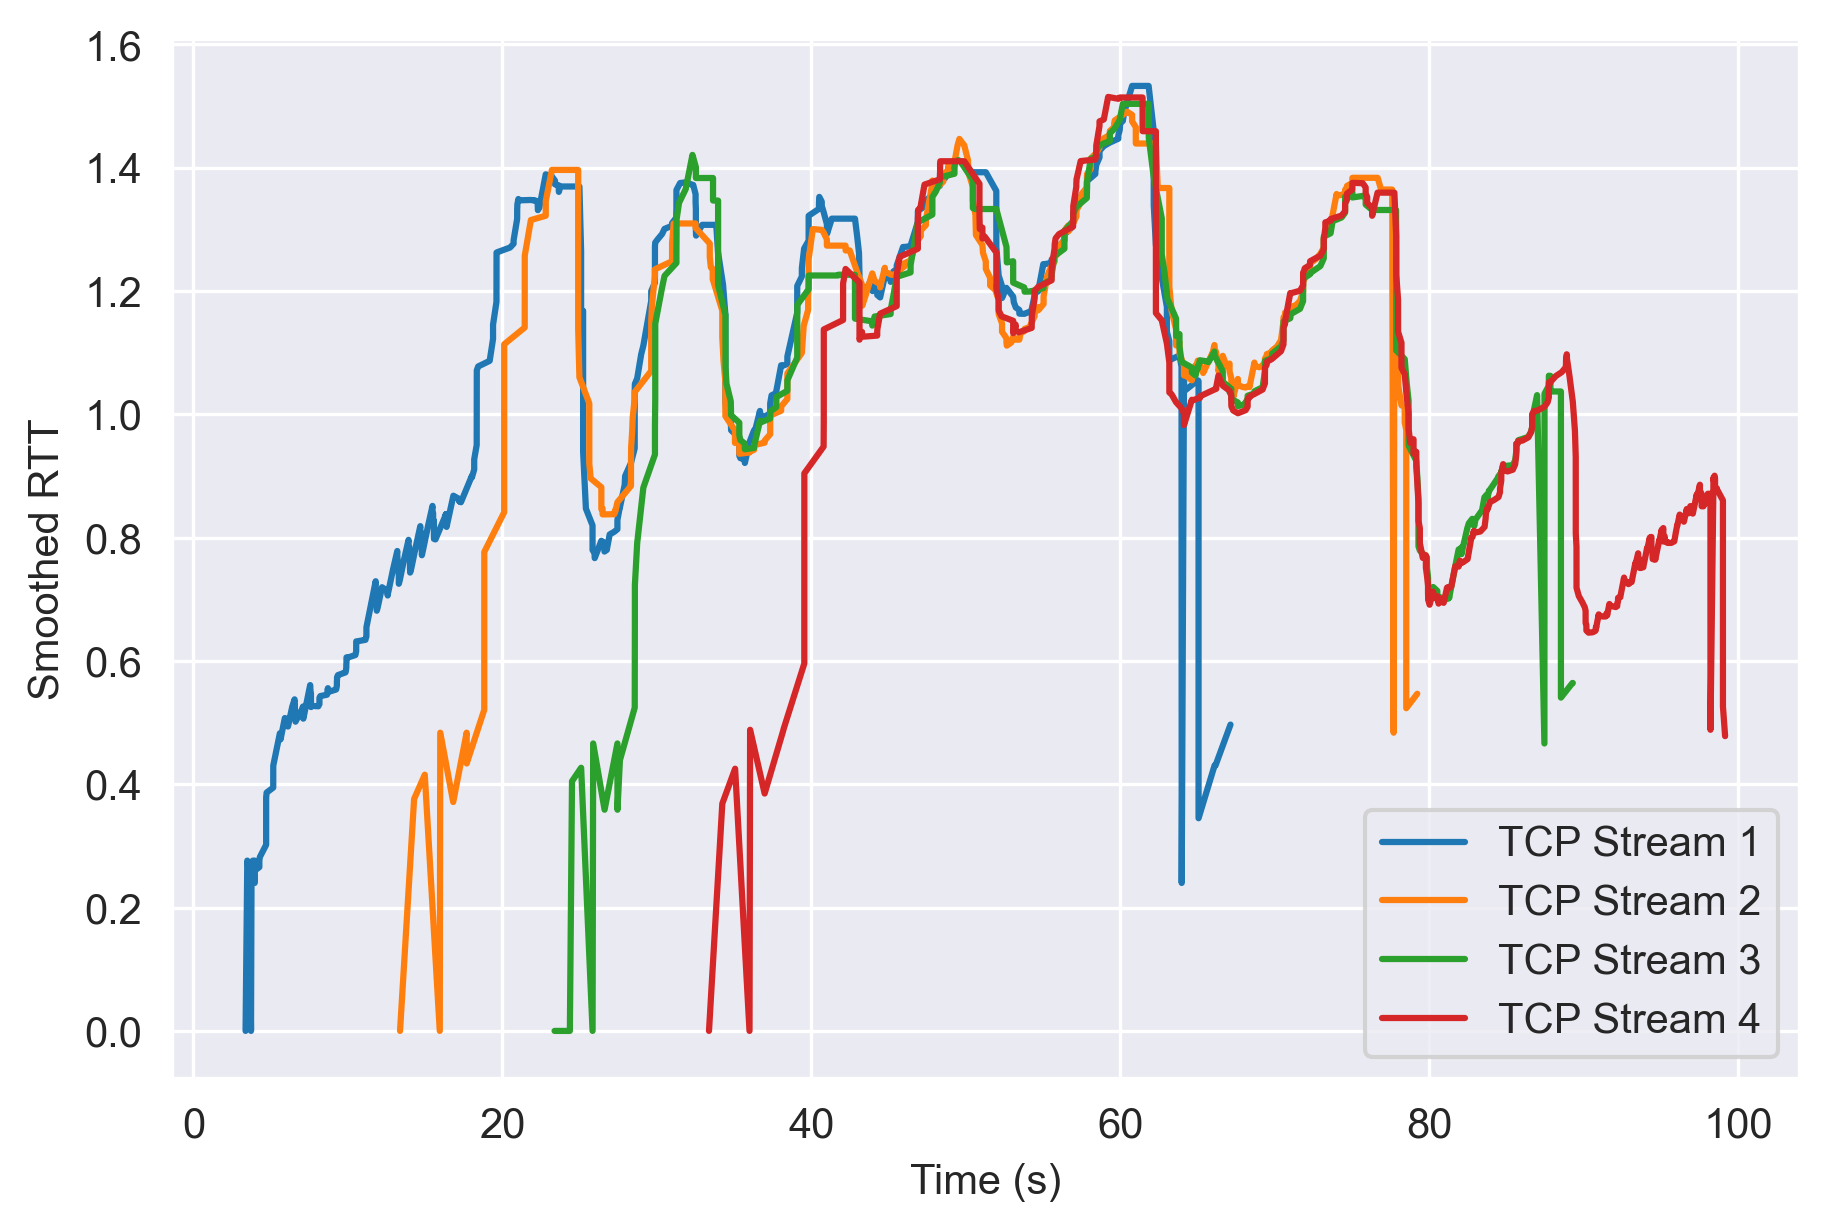 1.6
1.4
1.2
1.0
0.8
0.6
0.4
0.2
0.0
Smoothed RTT
0 20 40 60 80 100
Time (s)
TCP Stream 1
TCP Stream 2
TCP Stream 3
TCP Stream 4